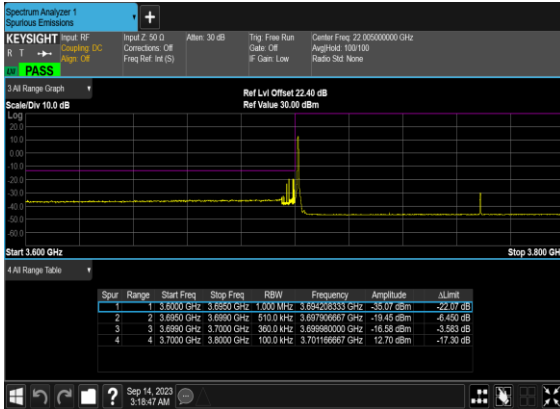 Spectrum Analyzer 1
Spurious Emissions
+
KEYSIGHT
R T
PASS
Input: RF
Coupling: DC
Align: Off
Input Z: 50 Ω
Corrections: Off
Freq Ref: Int (S)
Atten: 30 dB
Trig: Free Run
Gate: Off
IF Gain: Low
Center Freq: 22.005000000 GHz
Avg|Hold: 100/100
Radio Std: None
3 All Range Graph
Scale/Div 10.0 dB
Ref Lvl Offset 22.40 dB
Ref Value 30.00 dBm
Log
20.0
10.0
0.00
-10.0
-20.0
-30.0
-40.0
-50.0
-60.0
Start 3.600 GHz
Stop 3.800 GHz
4 All Range Table
Spur Range Start Freq Stop Freq RBW Frequency Amplitude ΔLimit
1 1 3.6000 GHz 3.6950 GHz 1.000 MHz 3.694208333 GHz -35.07 dBm -22.07 dB
2 2 3.6950 GHz 3.6990 GHz 510.0 kHz 3.697906667 GHz -19.45 dBm -6.450 dB
3 3 3.6990 GHz 3.7000 GHz 360.0 kHz 3.699980000 GHz -16.58 dBm -3.583 dB
4 4 3.7000 GHz 3.8000 GHz 100.0 kHz 3.701166667 GHz 12.70 dBm -17.30 dB
?
Sep 14, 2023
3:18:47 AM